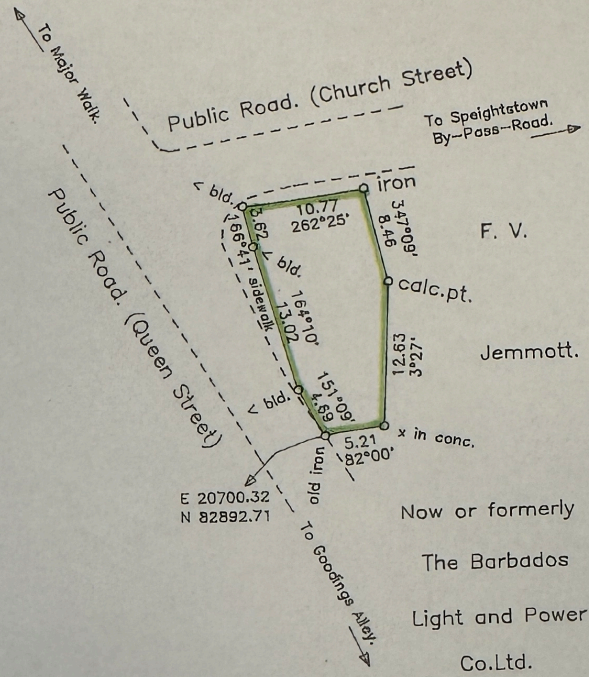 To Major Walk.
Public Road. (Church Street)
To Speightstown
By-Pass-Road.
< bld.
iron
10.77
262°25'
347°09'
8.46
F. V.
3.62
166°41'
< bld.
sidewalk
calc.pt.
164°10'
13.02
Public Road. (Queen Street)
12.63
3°27'
Jemmott.
< bld.
151°09'
4.69
x in conc.
5.21
82°00'
old iron
E 20700.32
N 82892.71
To Goodings Alley.
Now or formerly
The Barbados
Light and Power
Co.Ltd.